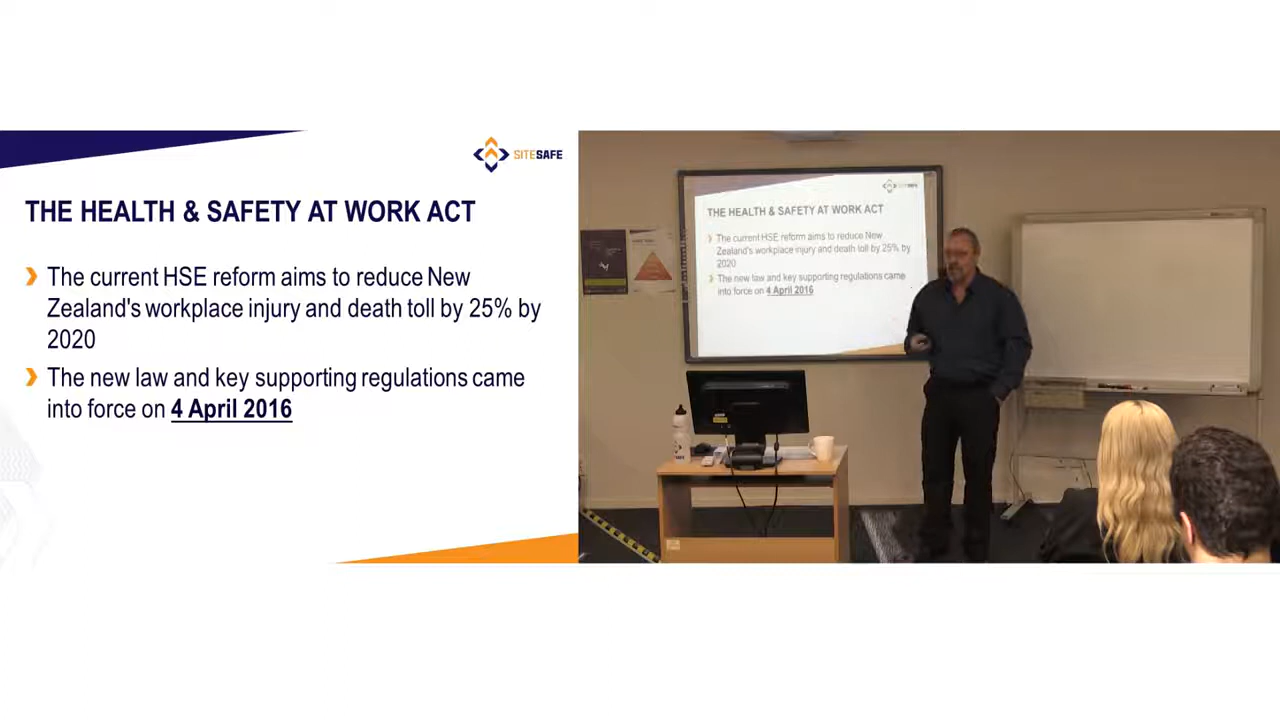 SITESAFE
THE HEALTH & SAFETY AT WORK ACT
The current HSE reform aims to reduce New
Zealand's workplace injury and death toll by 25% by
2020
The new law and key supporting regulations came
into force on 4 April 2016
THE HEALTH & SAFETY AT WORK ACT
The current HSE reform aims to reduce New
Zealand's workplace injury and death toll by 25% by
2020
The new law and key supporting regulations came
into force on 4 April 2016